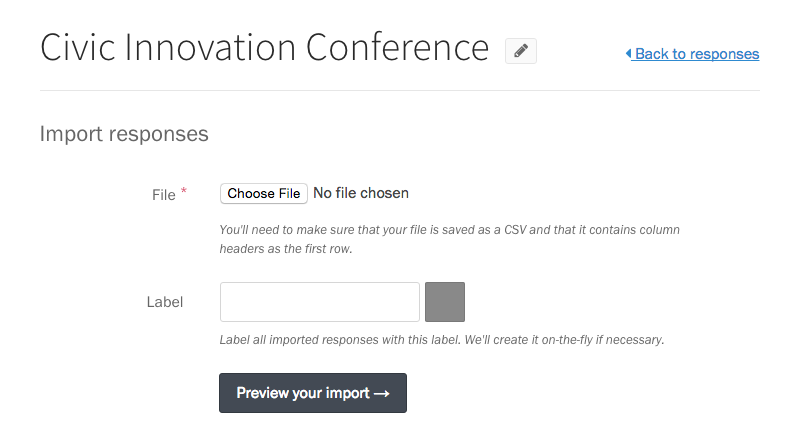 Civic Innovation Conference
Back to responses
Import responses
File *
Choose File No file chosen
You'll need to make sure that your file is saved as a CSV and that it contains column
headers as the first row.
Label
Label all imported responses with this label. We'll create it on-the-fly if necessary.
Preview your import →